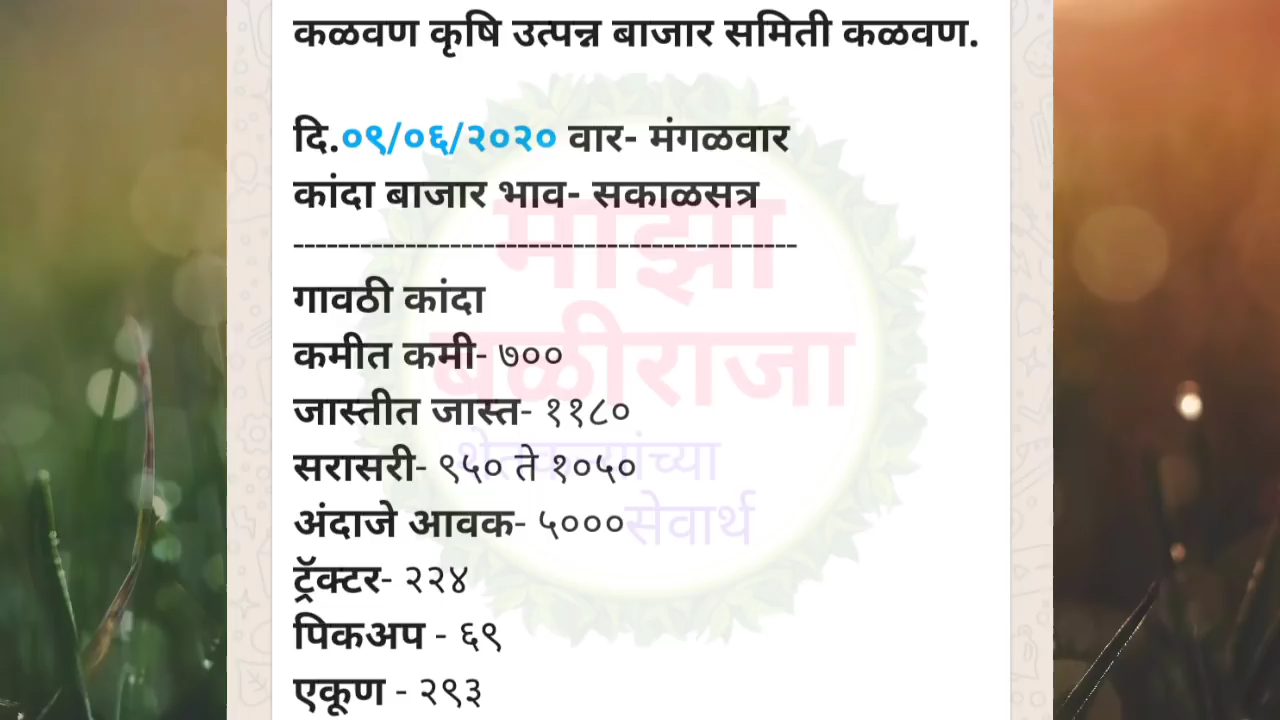 कळवण कृषि उत्पन्न बाजार समिती कळवण.
दि.०९/०६/२०२० वार- मंगळवार
कांदा बाजार भाव- सकाळसत्र
---------------------------------------------
गावठी कांदा
कमीत कमी- ७००
जास्तीत जास्त- ११८०
सरासरी- ९५० ते १०५०
अंदाजे आवक- ५०००
ट्रॅक्टर- २२४
पिकअप - ६९
एकूण - २९३
माझा
बळीराजा
शेतकऱ्यांच्या
सेवार्थ